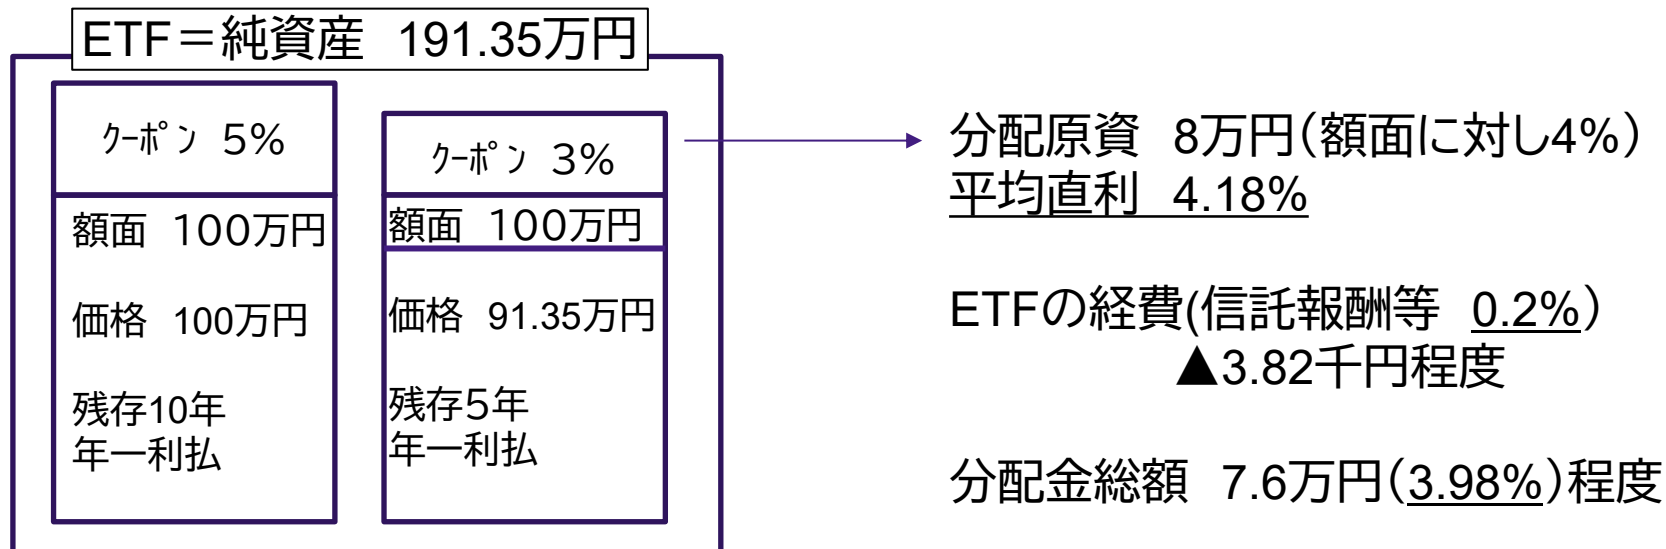 ETF＝純資産　191.35万円
ｸｰﾎﾟﾝ 5%
額面　１００万円
価格　100万円
残存10年
年一利払
ｸｰﾎﾟﾝ ３%
額面　１００万円
価格　91.35万円
残存５年
年一利払
分配原資　8万円（額面に対し4%）
平均直利　4.18%
ETFの経費(信託報酬等　0.2%）
▲3.82千円程度
分配金総額　7.6万円（3.98%）程度